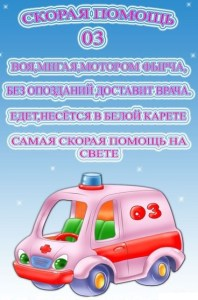 СКОРАЯ ПОМОЩЬ
03
ВОЯ,МИГАЯ,МОТОРОМ ФЫРЧА,
БЕЗ ОПОЗДАНИЙ ДОСТАВИТ ВРАЧА.
ЕДЕТ,НЕСЁТСЯ В БЕЛОЙ КАРЕТЕ
САМАЯ СКОРАЯ ПОМОЩЬ НА
СВЕТЕ
03